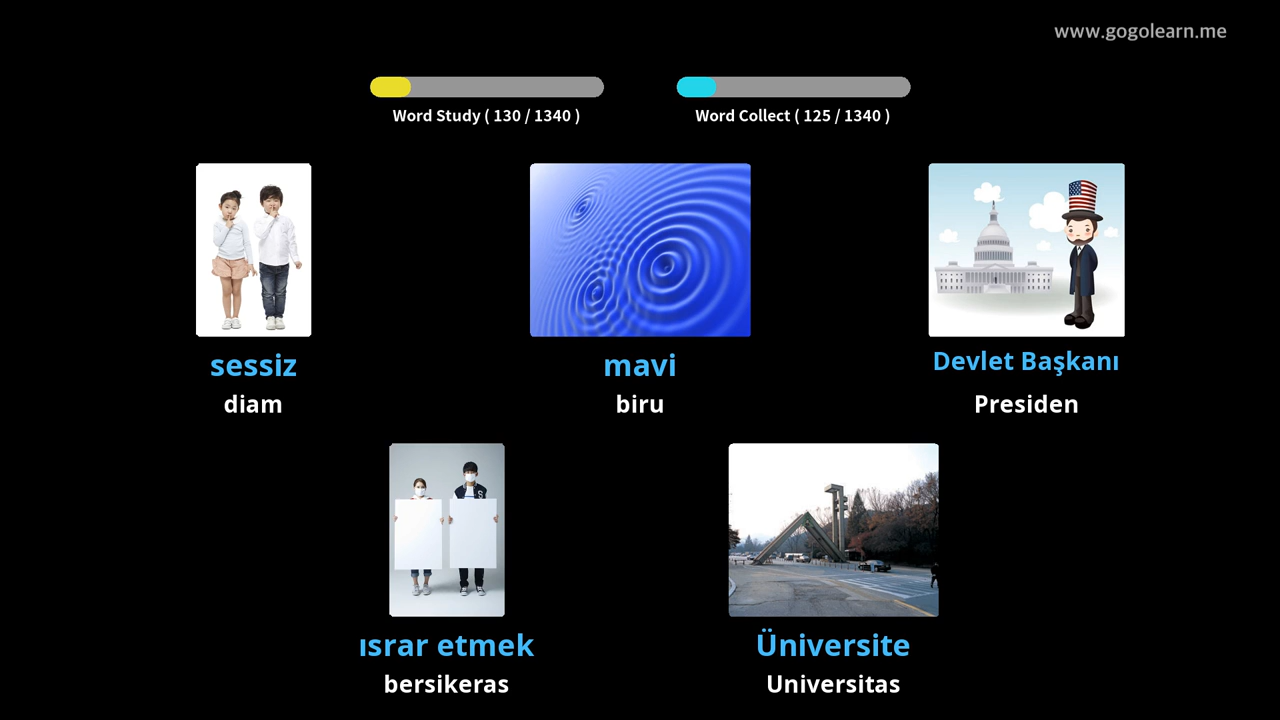 www.gogolearn.me
Word Study ( 130 / 1340 )
Word Collect ( 125 / 1340 )
sessiz
diam
mavi
biru
Devlet Başkanı
Presiden
ısrar etmek
bersikeras
Üniversite
Universitas